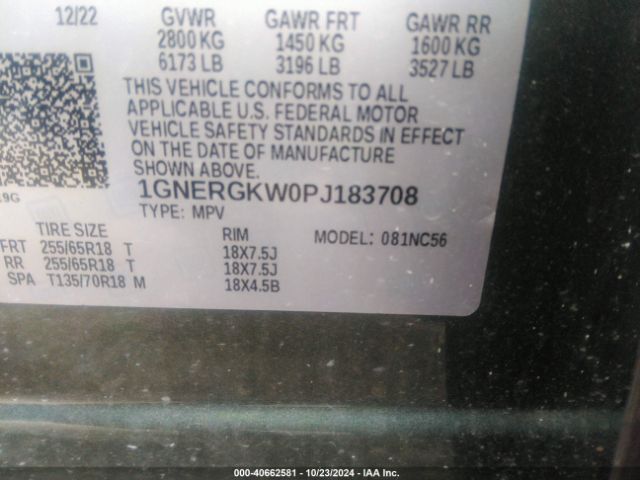 12/22 GVWR GAWR FRT GAWR RR
2800 KG 1450 KG 1600 KG
6173 LB 3196 LB 3527 LB
THIS VEHICLE CONFORMS TO ALL
APPLICABLE U.S. FEDERAL MOTOR
VEHICLE SAFETY STANDARDS IN EFFECT
ON THE DATE OF MANUFACTURE
SHOWN ABOVE.
1GNERGKW0PJ183708
TYPE: MPV
TIRE SIZE RIM MODEL: 081NC56
FRT 255/65R18 T 18X7.5J
RR 255/65R18 T 18X7.5J
SPA T135/70R18 M 18X4.5B
000-40662581 - 10/23/2024 - IAA Inc.